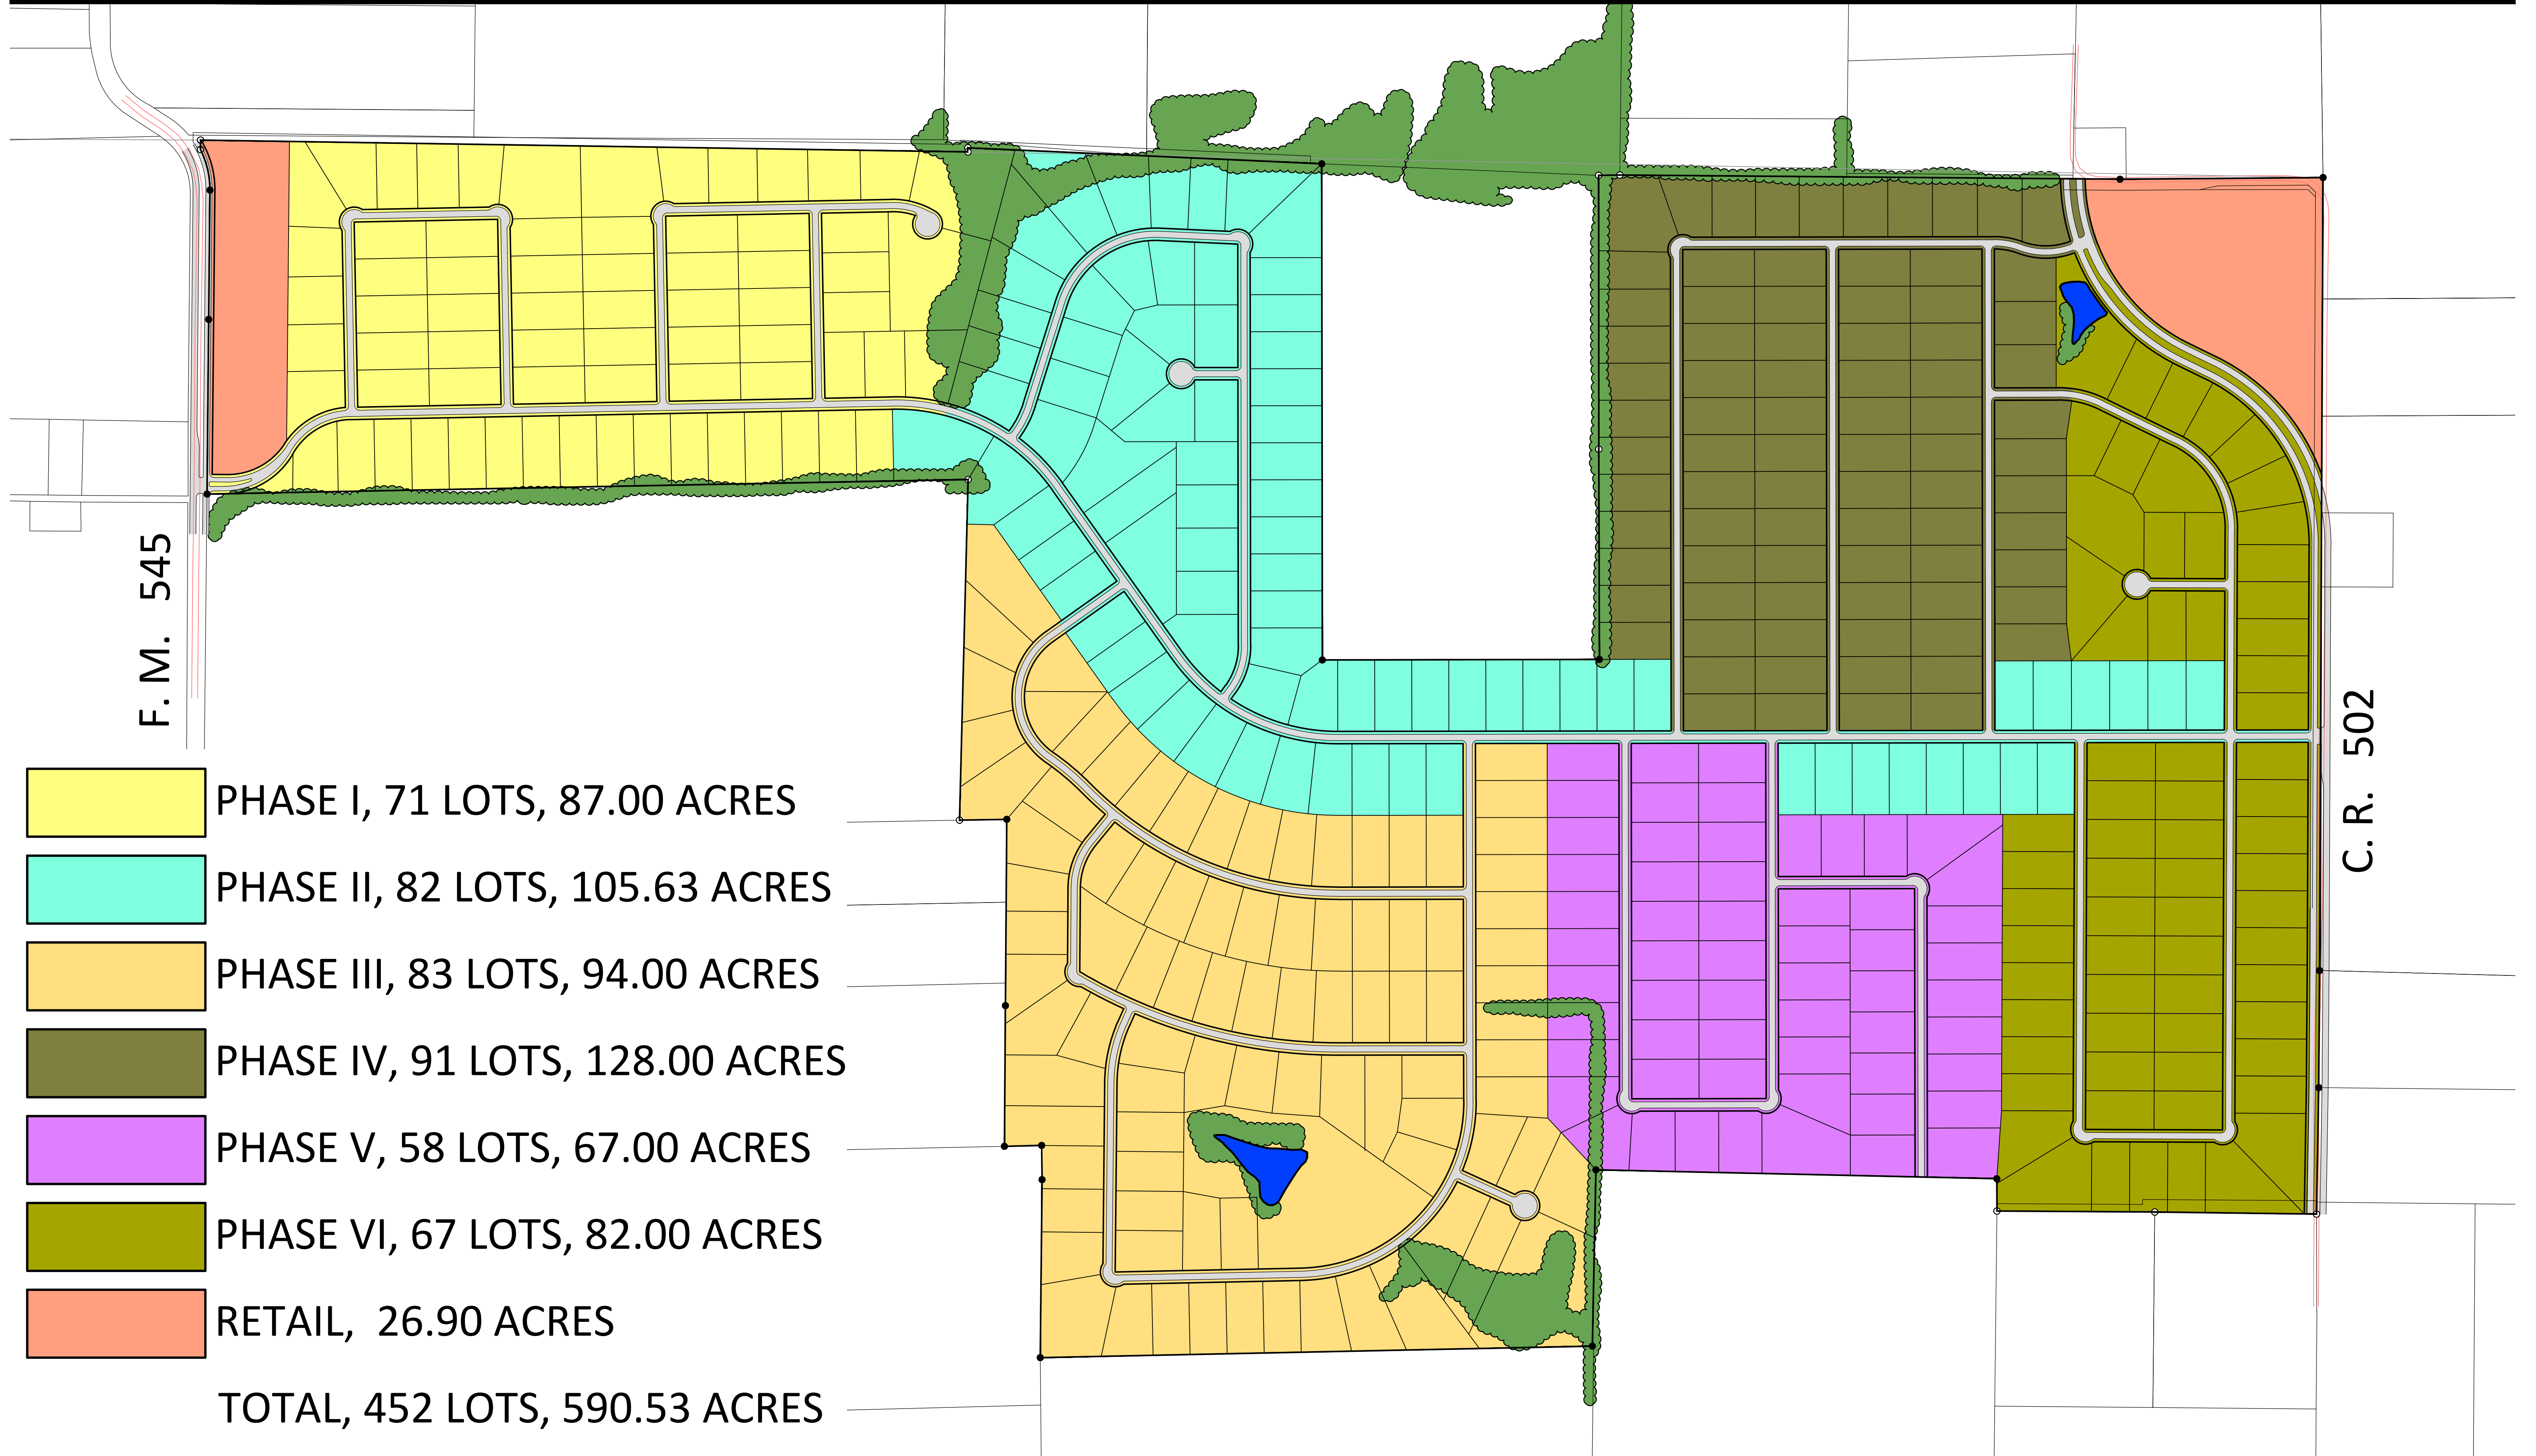 F. M. 545
C. R. 502
PHASE I, 71 LOTS, 87.00 ACRES
PHASE II, 82 LOTS, 105.63 ACRES
PHASE III, 83 LOTS, 94.00 ACRES
PHASE IV, 91 LOTS, 128.00 ACRES
PHASE V, 58 LOTS, 67.00 ACRES
PHASE VI, 67 LOTS, 82.00 ACRES
RETAIL, 26.90 ACRES
TOTAL, 452 LOTS, 590.53 ACRES